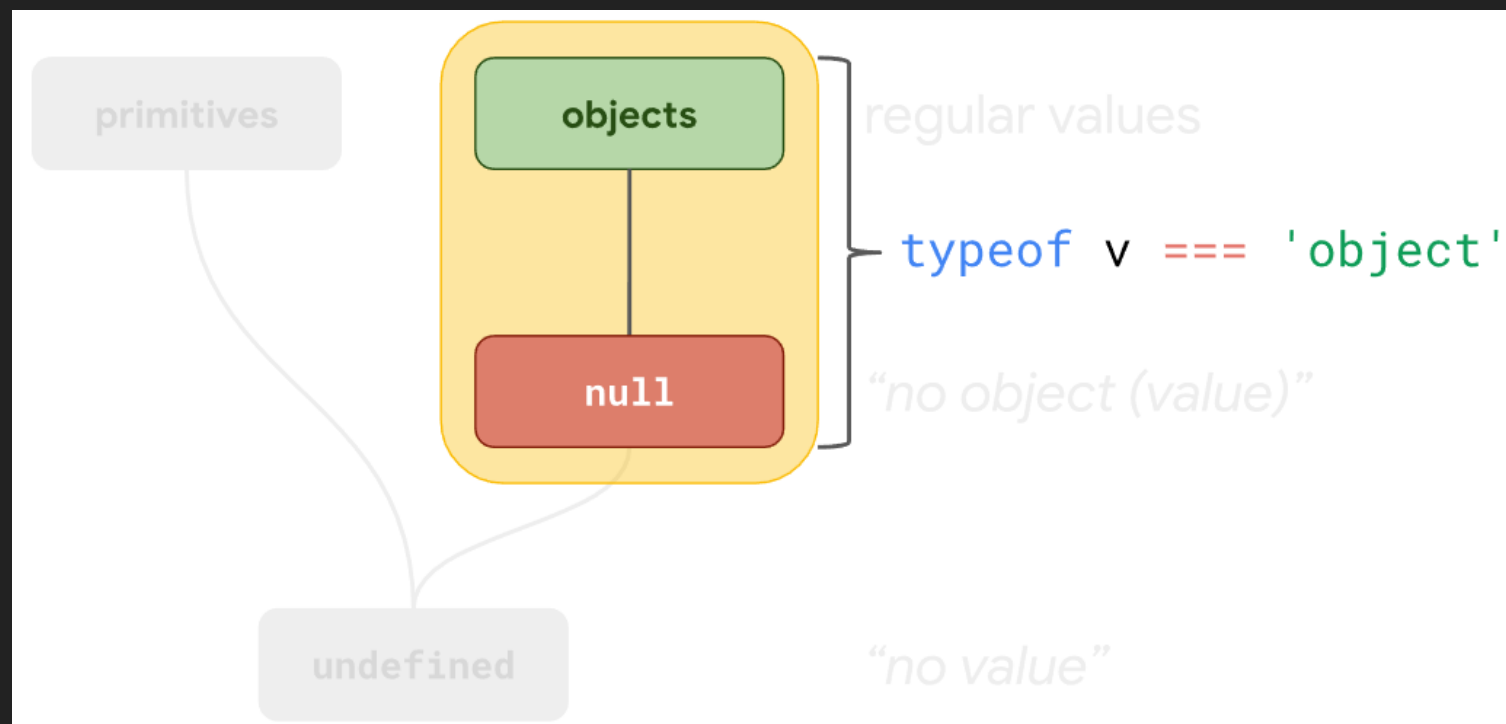 primitives
objects
regular values
typeof v === 'object'
null
“no object (value)”
undefined
“no value”